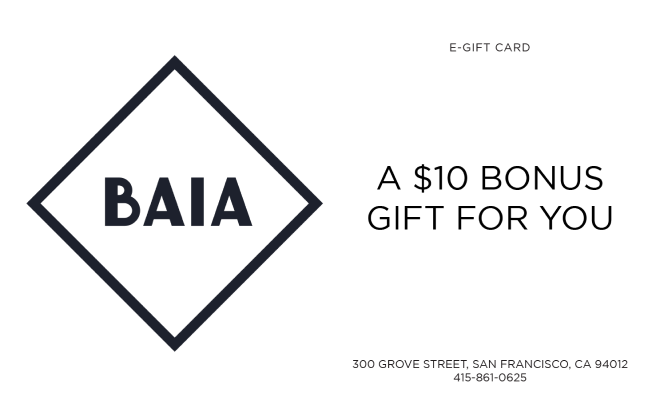 E-GIFT CARD
BAIA
A $10 BONUS
GIFT FOR YOU
300 GROVE STREET, SAN FRANCISCO, CA 94012
415-861-0625